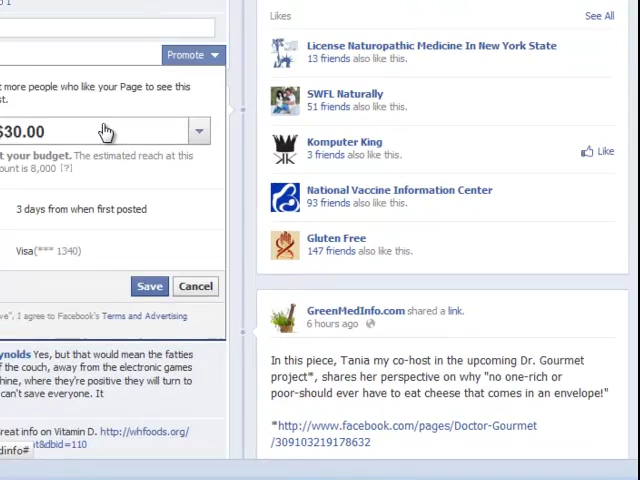 Promote
t more people who like your Page to see this
st.
$30.00
t your budget. The estimated reach at this
ount is 8,000 [?]
3 days from when first posted
Visa(*** 1340)
Save
Cancel
ve", I agree to Facebook's Terms and Advertising
ynolds Yes, but that would mean the fatties
f the couch, away from the electronic games
hine, where they're positive they will turn to
can't save everyone. It
reat info on Vitamin D. http://whfoods.org/
nt&dbid=110
dinfo#
Likes
See All
License Naturopathic Medicine In New York State
13 friends also like this.
SWFL Naturally
51 friends also like this.
Komputer King
3 friends also like this.
Like
National Vaccine Information Center
93 friends also like this.
Gluten Free
147 friends also like this.
GreenMedInfo.com shared a link.
6 hours ago
In this piece, Tania my co-host in the upcoming Dr. Gourmet
project*, shares her perspective on why "no one-rich or
poor-should ever have to eat cheese that comes in an envelope!"
*http://www.facebook.com/pages/Doctor-Gourmet
/309103219178632